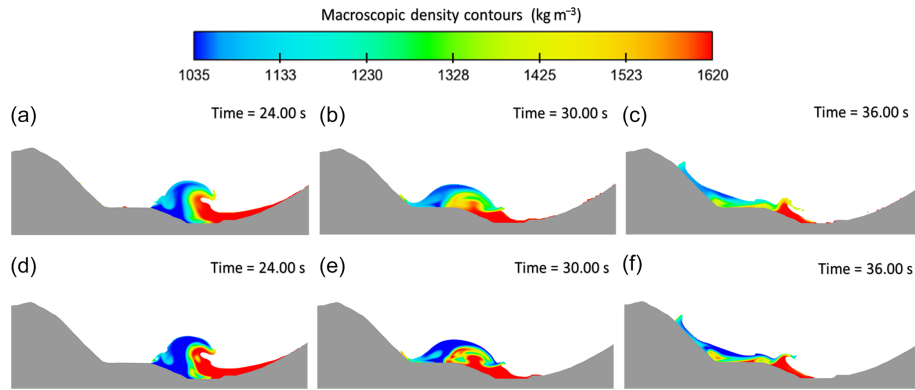 Macroscopic density contours (kg m⁻³)
1035 1133 1230 1328 1425 1523 1620
(a) Time = 24.00 s (b) Time = 30.00 s (c) Time = 36.00 s
(d) Time = 24.00 s (e) Time = 30.00 s (f) Time = 36.00 s